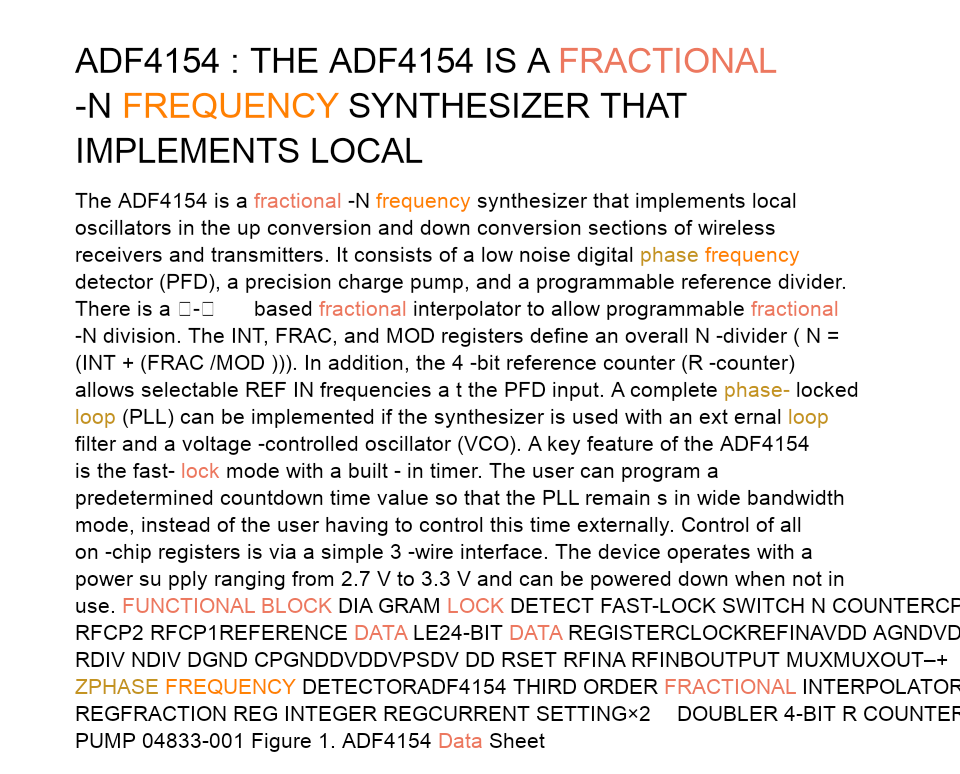 ADF4154 : THE ADF4154 IS A FRACTIONAL
-N FREQUENCY SYNTHESIZER THAT
IMPLEMENTS LOCAL
The ADF4154 is a fractional -N frequency synthesizer that implements local
oscillators in the up conversion and down conversion sections of wireless
receivers and transmitters. It consists of a low noise digital phase frequency
detector (PFD), a precision charge pump, and a programmable reference divider.
There is a □-□ based fractional interpolator to allow programmable fractional
-N division. The INT, FRAC, and MOD registers define an overall N -divider ( N =
(INT + (FRAC /MOD ))). In addition, the 4 -bit reference counter (R -counter)
allows selectable REF IN frequencies a t the PFD input. A complete phase- locked
loop (PLL) can be implemented if the synthesizer is used with an ext ernal loop
filter and a voltage -controlled oscillator (VCO). A key feature of the ADF4154
is the fast- lock mode with a built - in timer. The user can program a
predetermined countdown time value so that the PLL remain s in wide bandwidth
mode, instead of the user having to control this time externally. Control of all
on -chip registers is via a simple 3 -wire interface. The device operates with a
power su pply ranging from 2.7 V to 3.3 V and can be powered down when not in
use. FUNCTIONAL BLOCK DIA GRAM LOCK DETECT FAST-LOCK SWITCH N COUNTERCP
RFCP2 RFCP1REFERENCE DATA LE24-BIT DATA REGISTERCLOCKREFINAVDD AGNDVD
RDIV NDIV DGND CPGNDDVDDVPSDV DD RSET RFINA RFINBOUTPUT MUXMUXOUT–+
ZPHASE FREQUENCY DETECTORADF4154 THIRD ORDER FRACTIONAL INTERPOLATOR
REGFRACTION REG INTEGER REGCURRENT SETTING×2 DOUBLER 4-BIT R COUNTER
PUMP 04833-001 Figure 1. ADF4154 Data Sheet